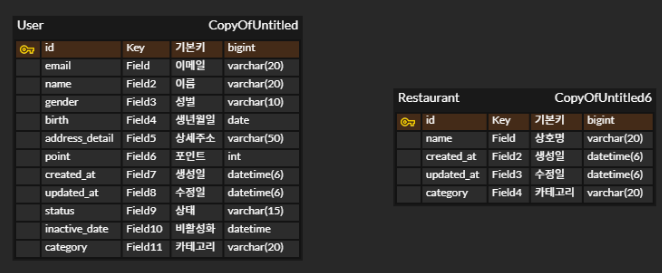 User CopyOfUntitled
id Key 기본키 bigint
email Field 이메일 varchar(20)
name Field2 이름 varchar(20)
gender Field3 성별 varchar(10)
birth Field4 생년월일 date
address_detail Field5 상세주소 varchar(50)
point Field6 포인트 int
created_at Field7 생성일 datetime(6)
updated_at Field8 수정일 datetime(6)
status Field9 상태 varchar(15)
inactive_date Field10 비활성화 datetime
category Field11 카테고리 varchar(20)
Restaurant CopyOfUntitled6
id Key 기본키 bigint
name Field 상호명 varchar(20)
created_at Field2 생성일 datetime(6)
updated_at Field3 수정일 datetime(6)
category Field4 카테고리 varchar(20)